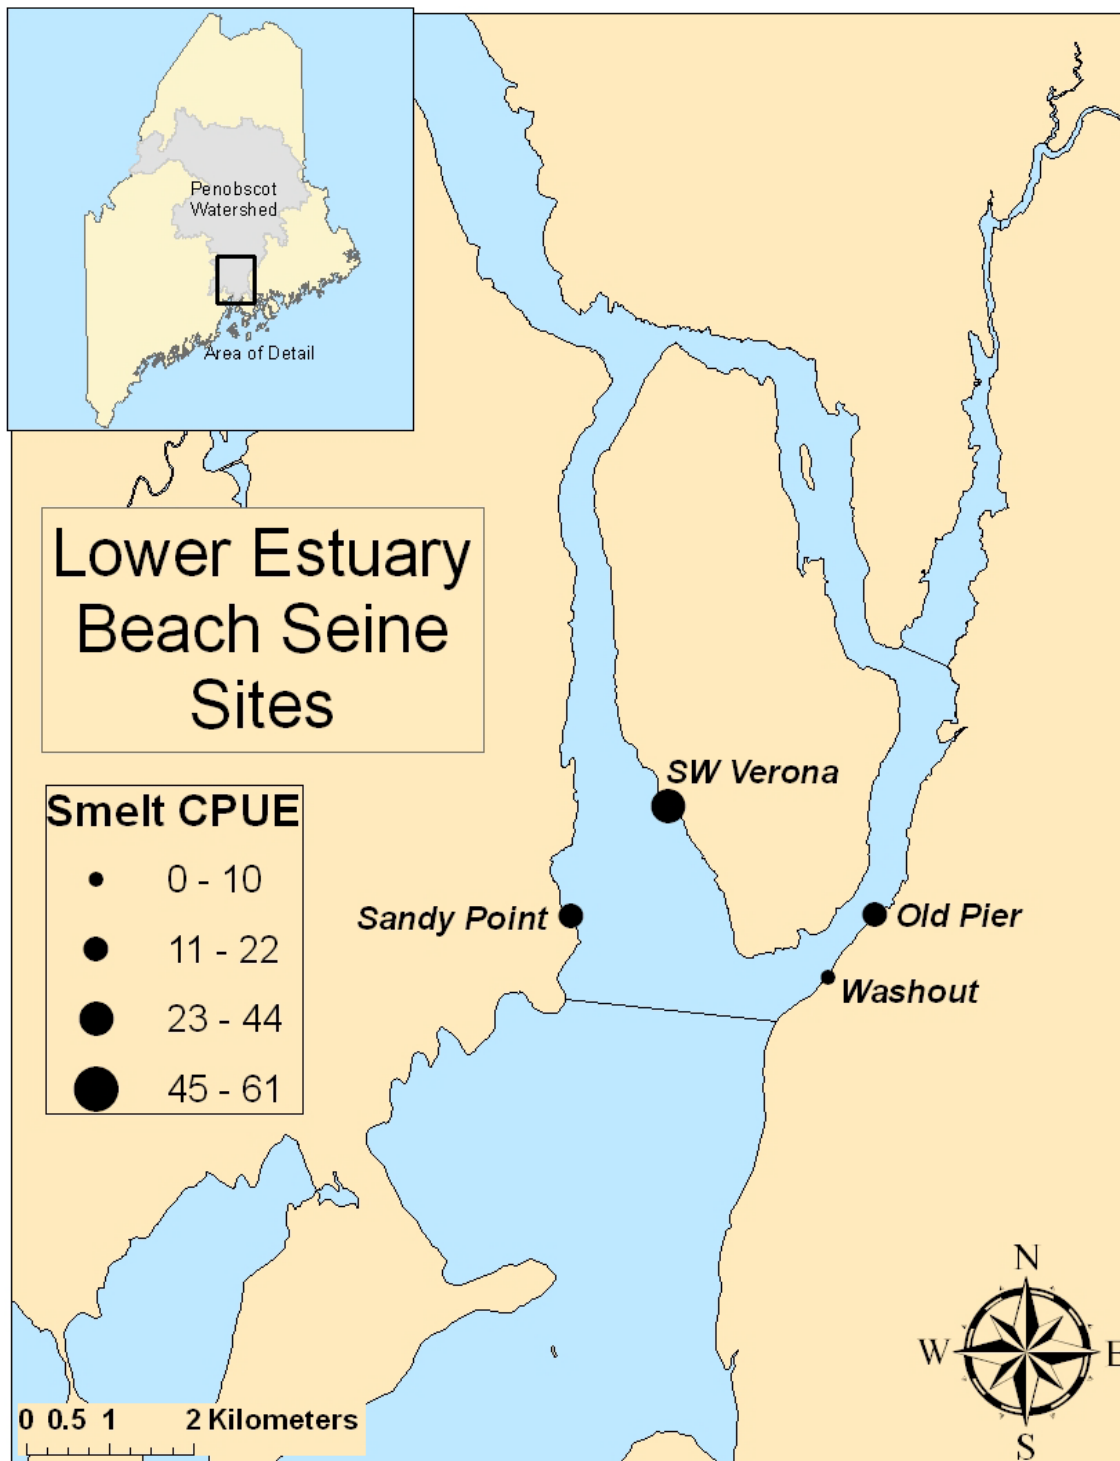 Penobscot
Watershed
Area of Detail
Lower Estuary
Beach Seine
Sites
SW Verona
Smelt CPUE
0 - 10
11 - 22
23 - 44
45 - 61
Sandy Point
Old Pier
Washout
N
W
E
S
0 0.5 1 2 Kilometers